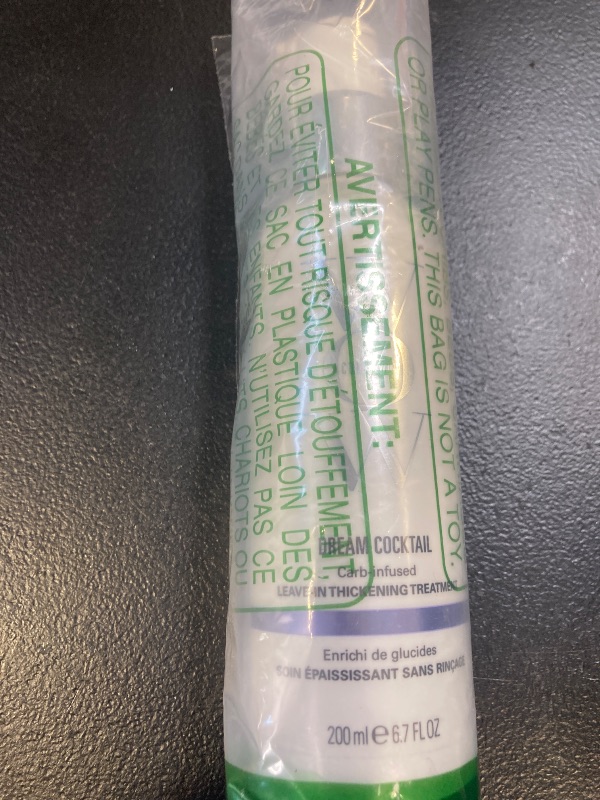 OR PLAY PENS. THIS BAG IS NOT A TOY.
AVERTISSEMENT:
POUR ÉVITER TOUT RISQUE D'ÉTOUFFEMENT,
GARDEZ CE SAC EN PLASTIQUE LOIN DES
ET ENFANTS. N'UTILISEZ PAS CE
CHARIOTS OU
DREAM COCKTAIL
Carb-infused
LEAVE-IN THICKENING TREATMENT
Enrichi de glucides
SOIN ÉPAISSISSANT SANS RINÇAGE
200 ml e 6.7 FL OZ